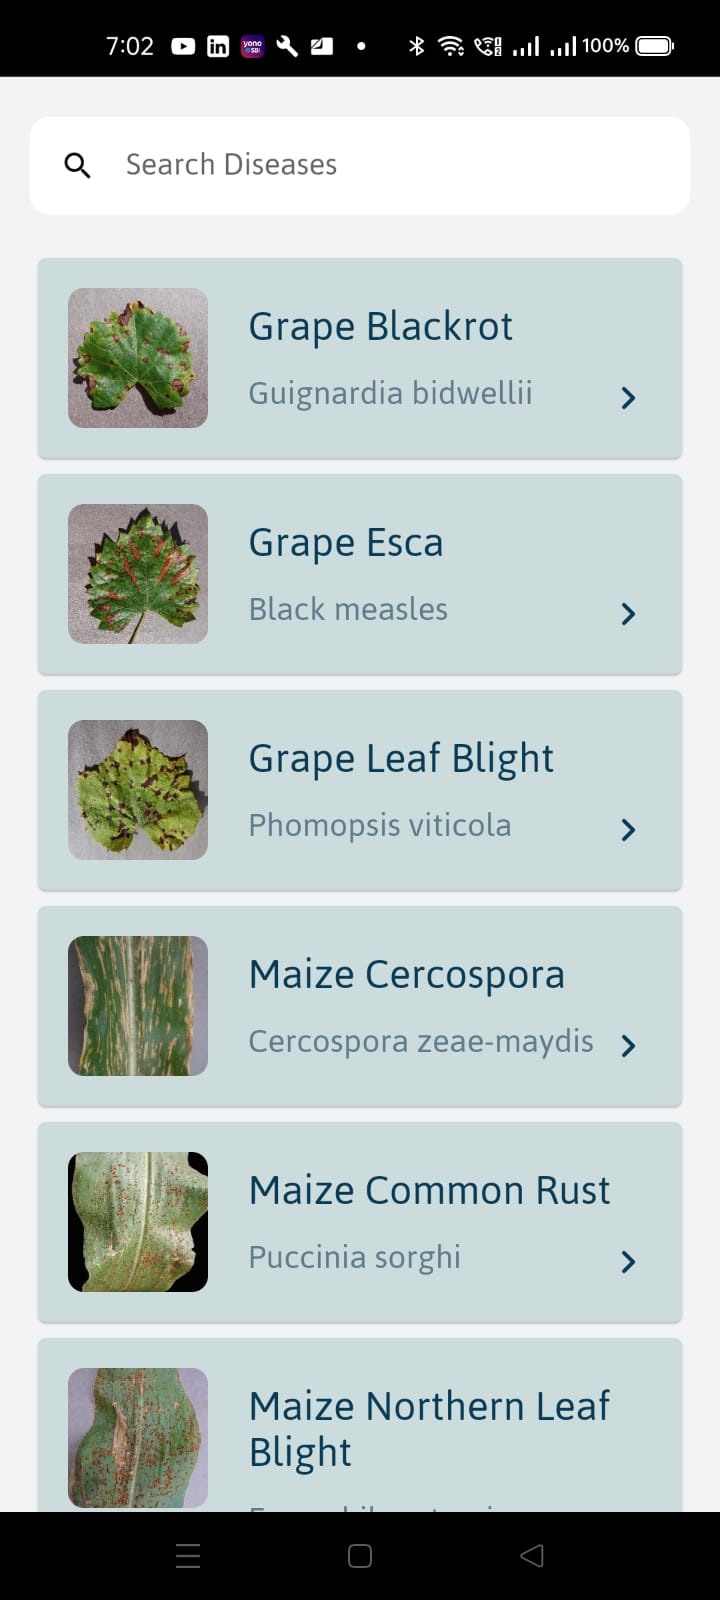 7:02 100%
yono
SBI
Search Diseases
Grape Blackrot
Guignardia bidwellii
Grape Esca
Black measles
Grape Leaf Blight
Phomopsis viticola
Maize Cercospora
Cercospora zeae-maydis
Maize Common Rust
Puccinia sorghi
Maize Northern Leaf
Blight